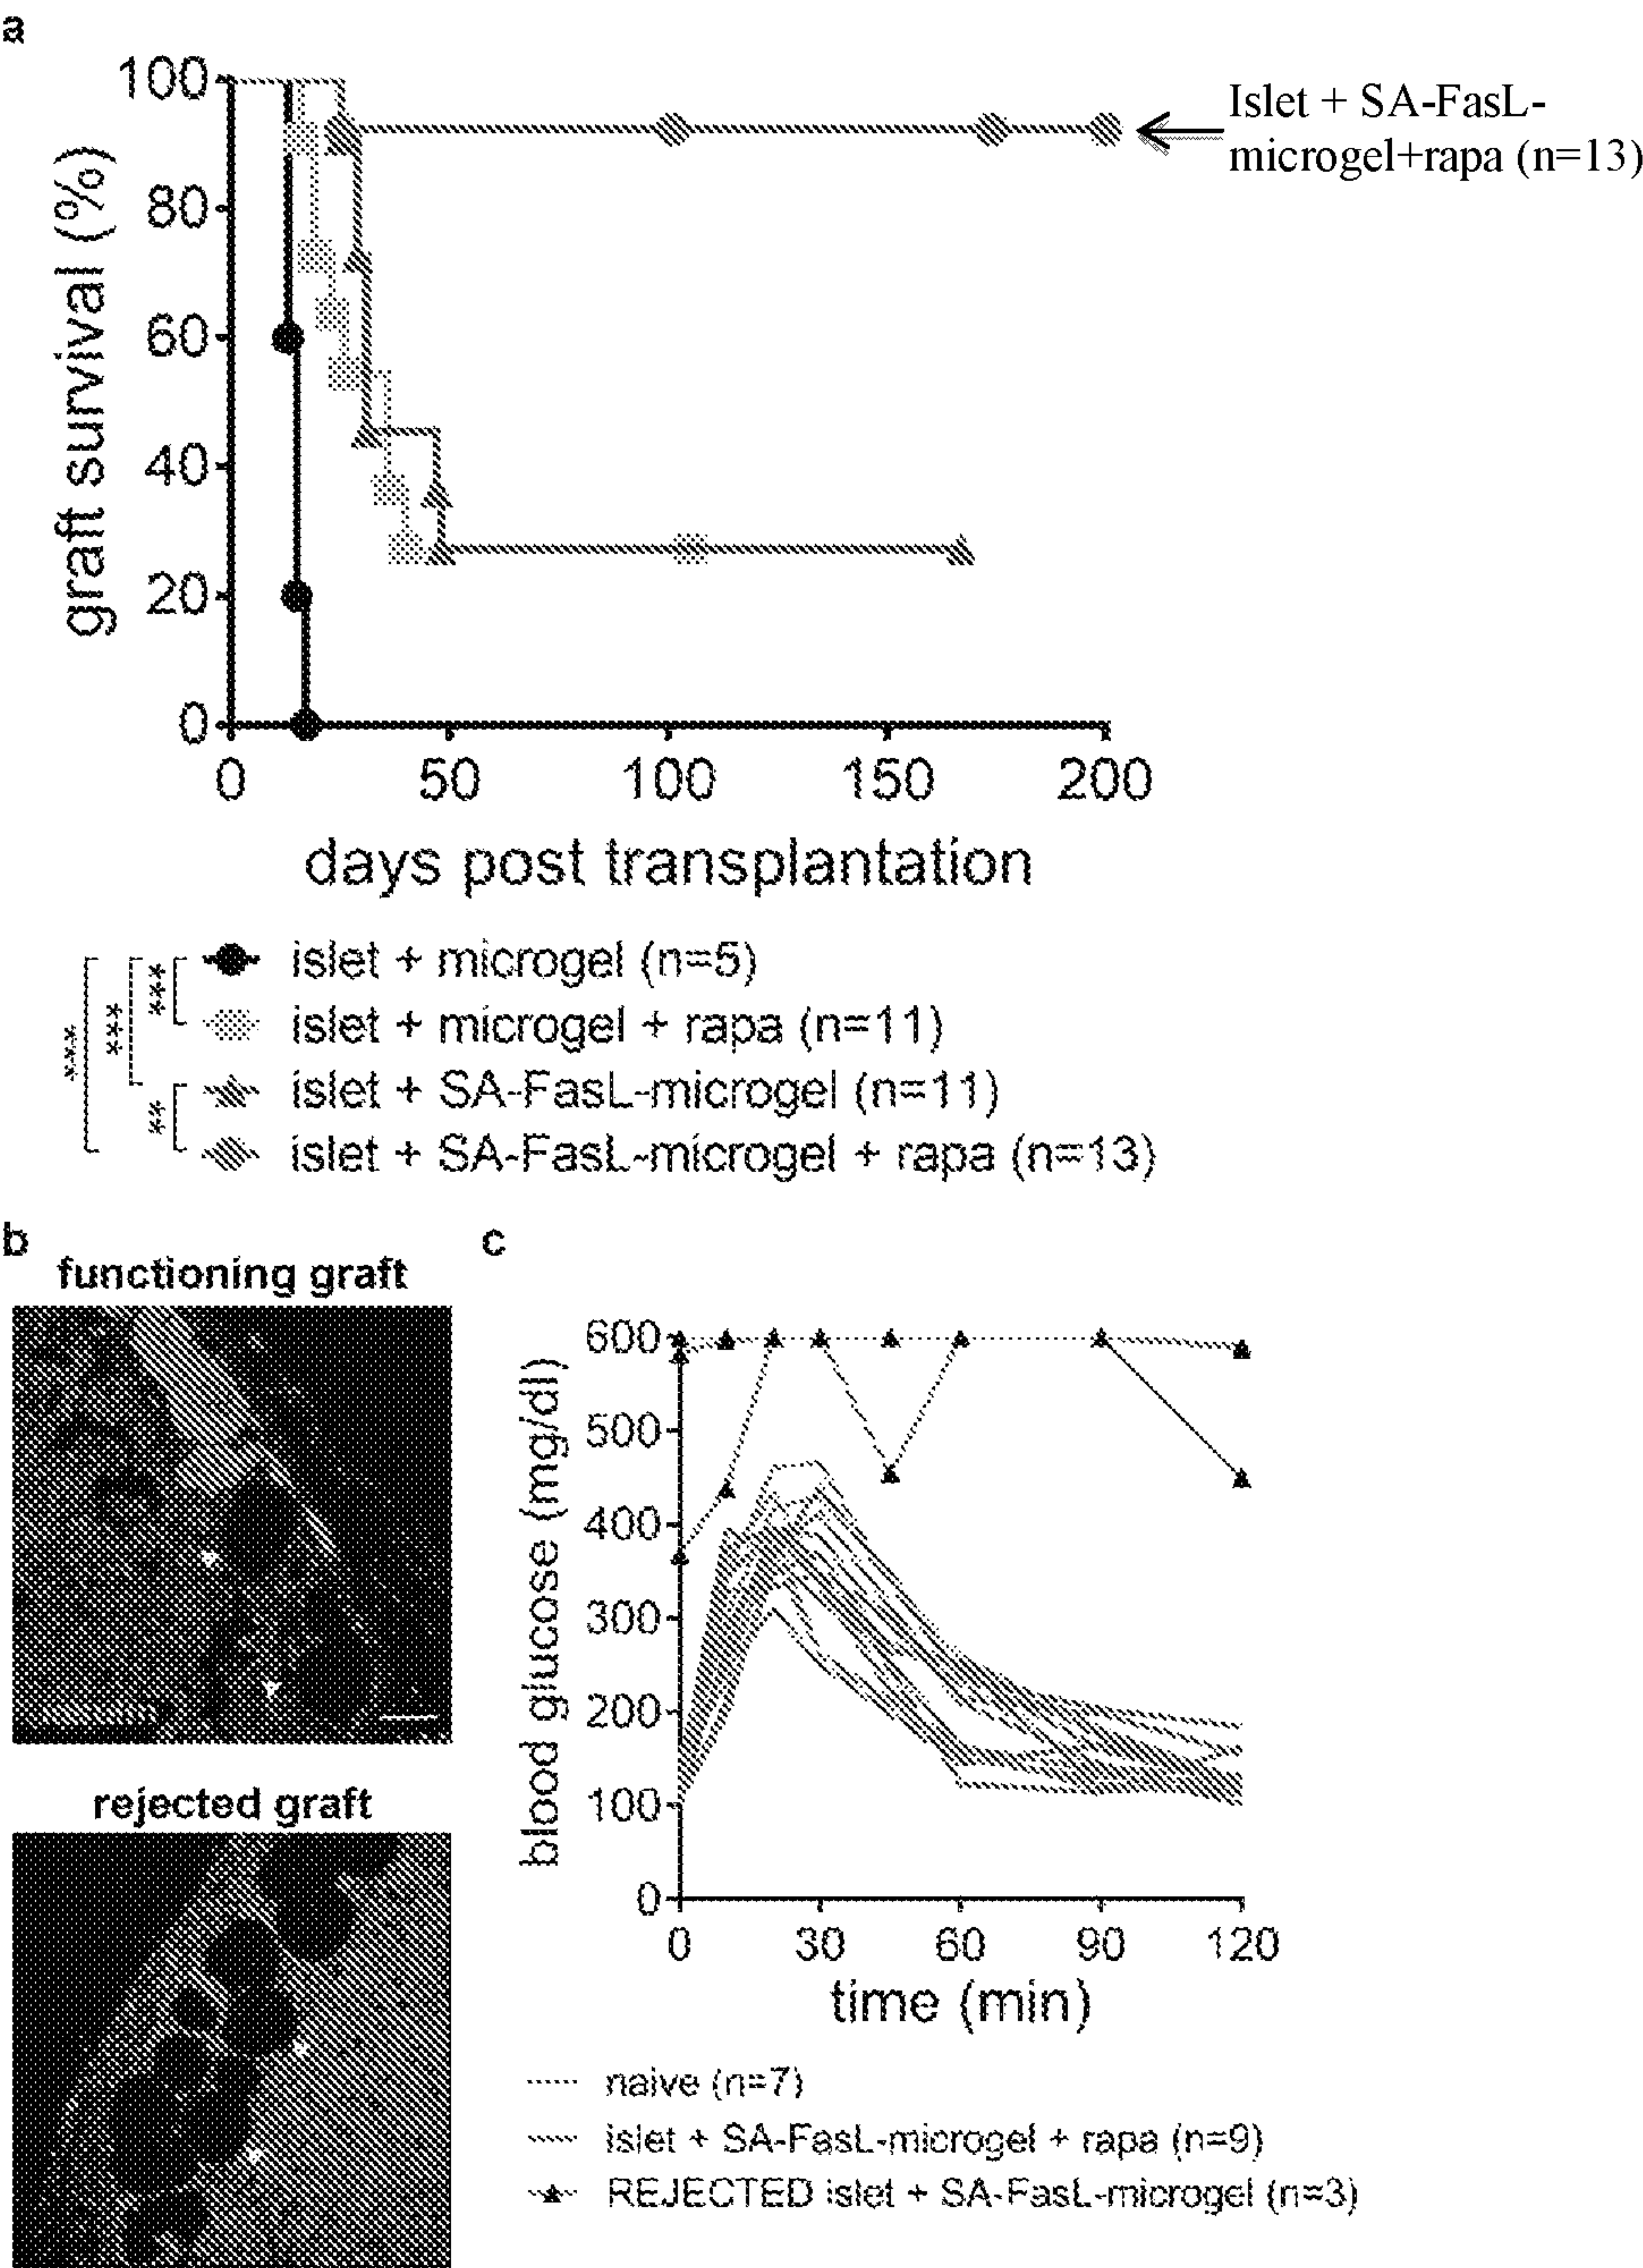 a
100
80
60
40
20
0
graft survival (%)
0 50 100 150 200
days post transplantation
Islet + SA-FasL-
microgel+rapa (n=13)
*** *** *** islet + microgel (n=5)
islet + microgel + rapa (n=11)
islet + SA-FasL-microgel (n=11)
** islet + SA-FasL-microgel + rapa (n=13)
b
functioning graft
rejected graft
c
600
500
400
300
200
100
0
blood glucose (mg/dl)
0 30 60 90 120
time (min)
naive (n=7)
islet + SA-FasL-microgel + rapa (n=9)
REJECTED islet + SA-FasL-microgel (n=3)